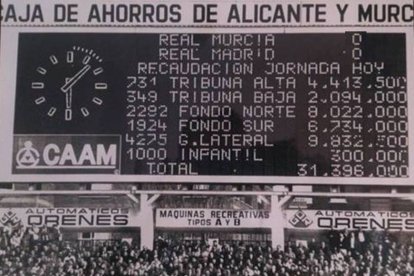 CAJA DE AHORROS DE ALICANTE Y MURC
REAL MURCIA 0
REAL MADRID 0
RECAUDACION JORNADA HOY
731 TRIBUNA ALTA 4.413.500
349 TRIBUNA BAJA 2.094.000
2292 FONDO NORTE 8.022.000
1924 FONDO SUR 6.734.000
4275 G.LATERAL 9.832.500
1000 INFANTIL 300.000
TOTAL 31.396.000
CAAM
AUTOMATICOS ORENES
MAQUINAS RECREATIVAS
TIPOS A Y B
AUTOMATICOS ORENES